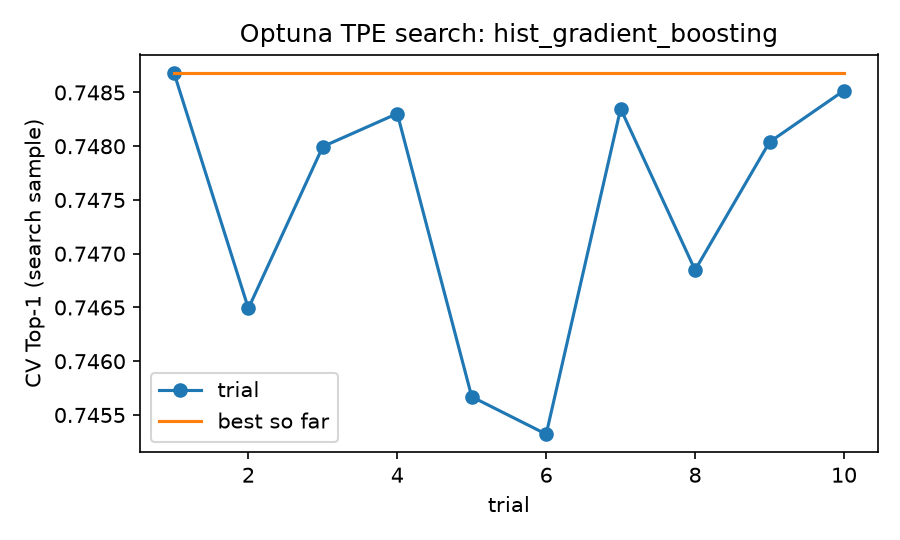 Optuna TPE search: hist_gradient_boosting
CV Top-1 (search sample)
0.7485
0.7480
0.7475
0.7470
0.7465
0.7460
0.7455
trial
best so far
2 4 6 8 10
trial